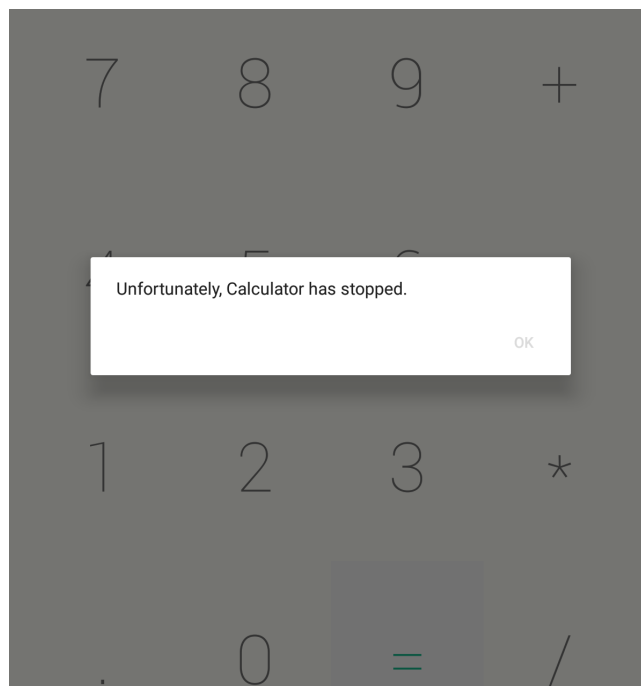 7 8 9 +
Unfortunately, Calculator has stopped.
OK
1 2 3 *
. 0 = /